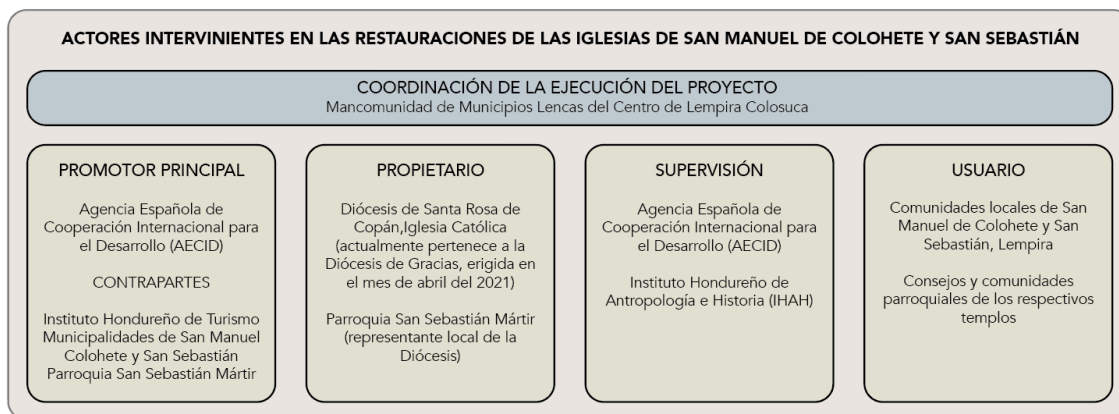 ACTORES INTERVINIENTES EN LAS RESTAURACIONES DE LAS IGLESIAS DE SAN MANUEL DE COLOHETE Y SAN SEBASTIÁN
COORDINACIÓN DE LA EJECUCIÓN DEL PROYECTO
Mancomunidad de Municipios Lencas del Centro de Lempira Colosuca
PROMOTOR PRINCIPAL
Agencia Española de
Cooperación Internacional para
el Desarrollo (AECID)
CONTRAPARTES
Instituto Hondureño de Turismo
Municipalidades de San Manuel
Colohete y San Sebastián
Parroquia San Sebastián Mártir
PROPIETARIO
Diócesis de Santa Rosa de
Copán,Iglesia Católica
(actualmente pertenece a la
Diócesis de Gracias, erigida en
el mes de abril del 2021)
Parroquia San Sebastián Mártir
(representante local de la
Diócesis)
SUPERVISIÓN
Agencia Española de
Cooperación Internacional para
el Desarrollo (AECID)
Instituto Hondureño de
Antropología e Historia (IHAH)
USUARIO
Comunidades locales de San
Manuel de Colohete y San
Sebastián, Lempira
Consejos y comunidades
parroquiales de los respectivos
templos